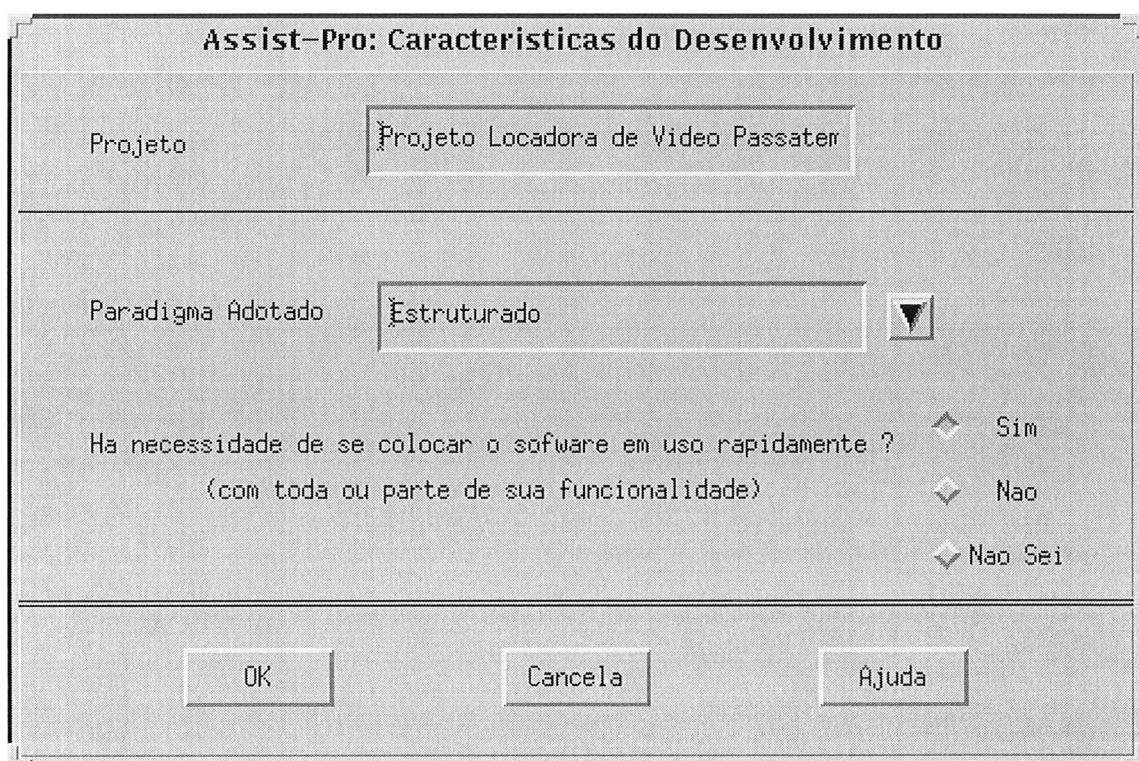 Assist-Pro: Caracteristicas do Desenvolvimento
Projeto
Projeto Locadora de Video Passatem
Paradigma Adotado
Estruturado
Ha necessidade de se colocar o sofware em uso rapidamente ?
(com toda ou parte de sua funcionalidade)
Sim
Nao
Nao Sei
OK
Cancela
Ajuda